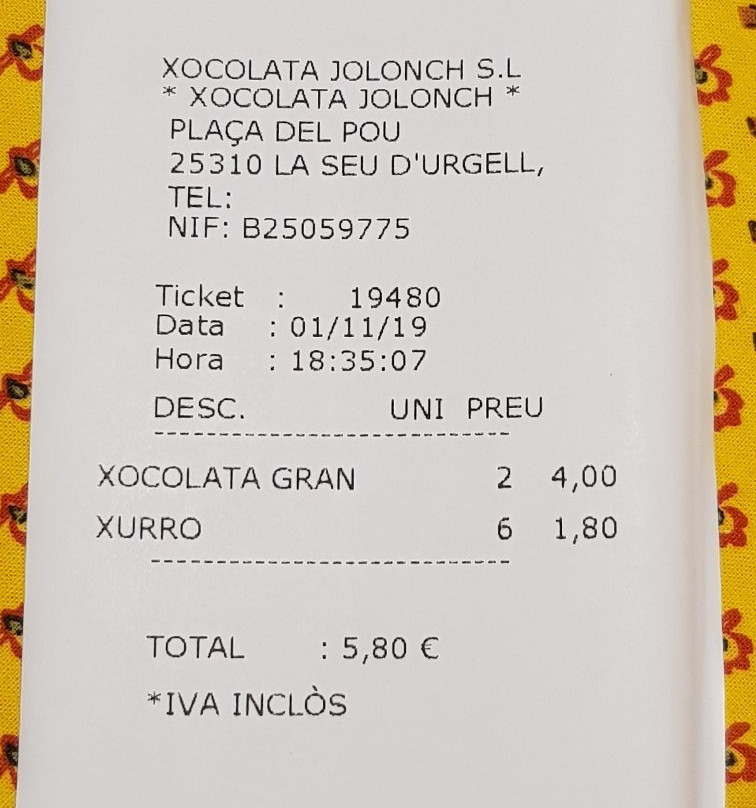 XOCOLATA JOLONCH S.L
* XOCOLATA JOLONCH *
PLAÇA DEL POU
25310 LA SEU D'URGELL,
TEL:
NIF: B25059775
Ticket : 19480
Data : 01/11/19
Hora : 18:35:07
DESC. UNI PREU
---------------------------
XOCOLATA GRAN 2 4,00
XURRO 6 1,80
---------------------------
TOTAL : 5,80 €
*IVA INCLÒS